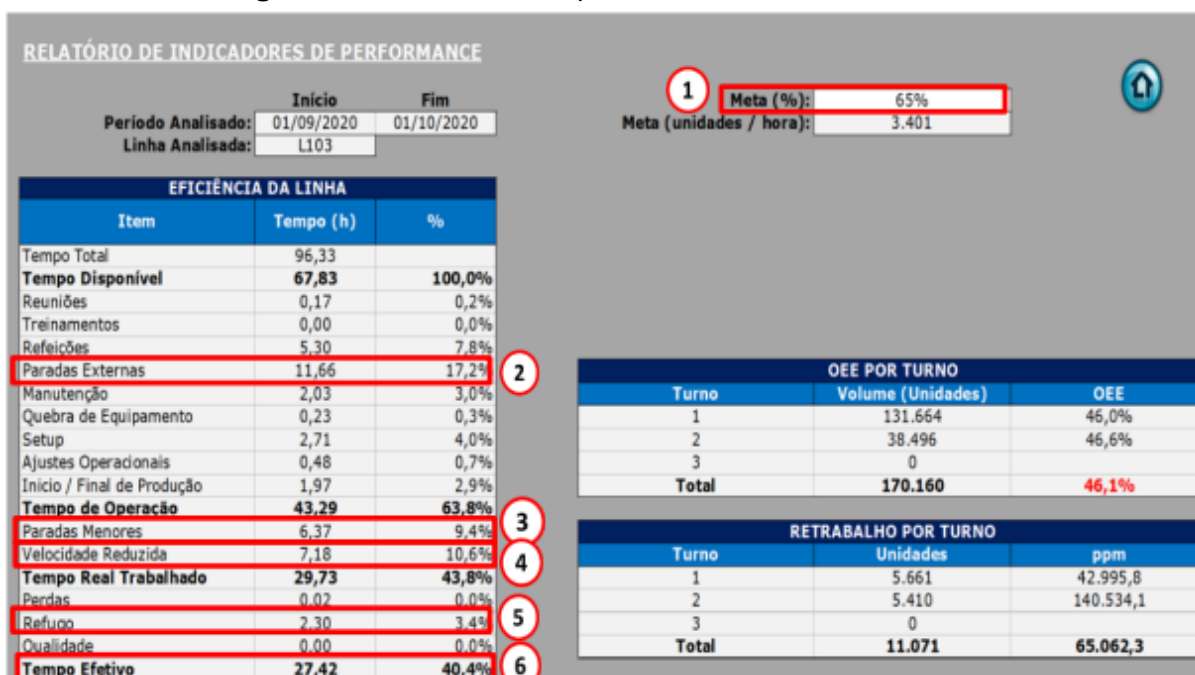 RELATÓRIO DE INDICADORES DE PERFORMANCE
Início Fim
Período Analisado: 01/09/2020 01/10/2020
Linha Analisada: L103
1 Meta (%): 65%
Meta (unidades / hora): 3.401
EFICIÊNCIA DA LINHA
Item Tempo (h) %
Tempo Total 96,33
Tempo Disponível 67,83 100,0%
Reuniões 0,17 0,2%
Treinamentos 0,00 0,0%
Refeições 5,30 7,8%
Paradas Externas 11,66 17,2% 2
Manutenção 2,03 3,0%
Quebra de Equipamento 0,23 0,3%
Setup 2,71 4,0%
Ajustes Operacionais 0,48 0,7%
Inicio / Final de Produção 1,97 2,9%
Tempo de Operação 43,29 63,8%
Paradas Menores 6,37 9,4% 3
Velocidade Reduzida 7,18 10,6% 4
Tempo Real Trabalhado 29,73 43,8%
Perdas 0,02 0,0%
Refugo 2,30 3,4% 5
Qualidade 0,00 0,0%
Tempo Efetivo 27,42 40,4% 6
OEE POR TURNO
Turno Volume (Unidades) OEE
1 131.664 46,0%
2 38.496 46,6%
3 0
Total 170.160 46,1%
RETRABALHO POR TURNO
Turno Unidades ppm
1 5.661 42.995,8
2 5.410 140.534,1
3 0
Total 11.071 65.062,3